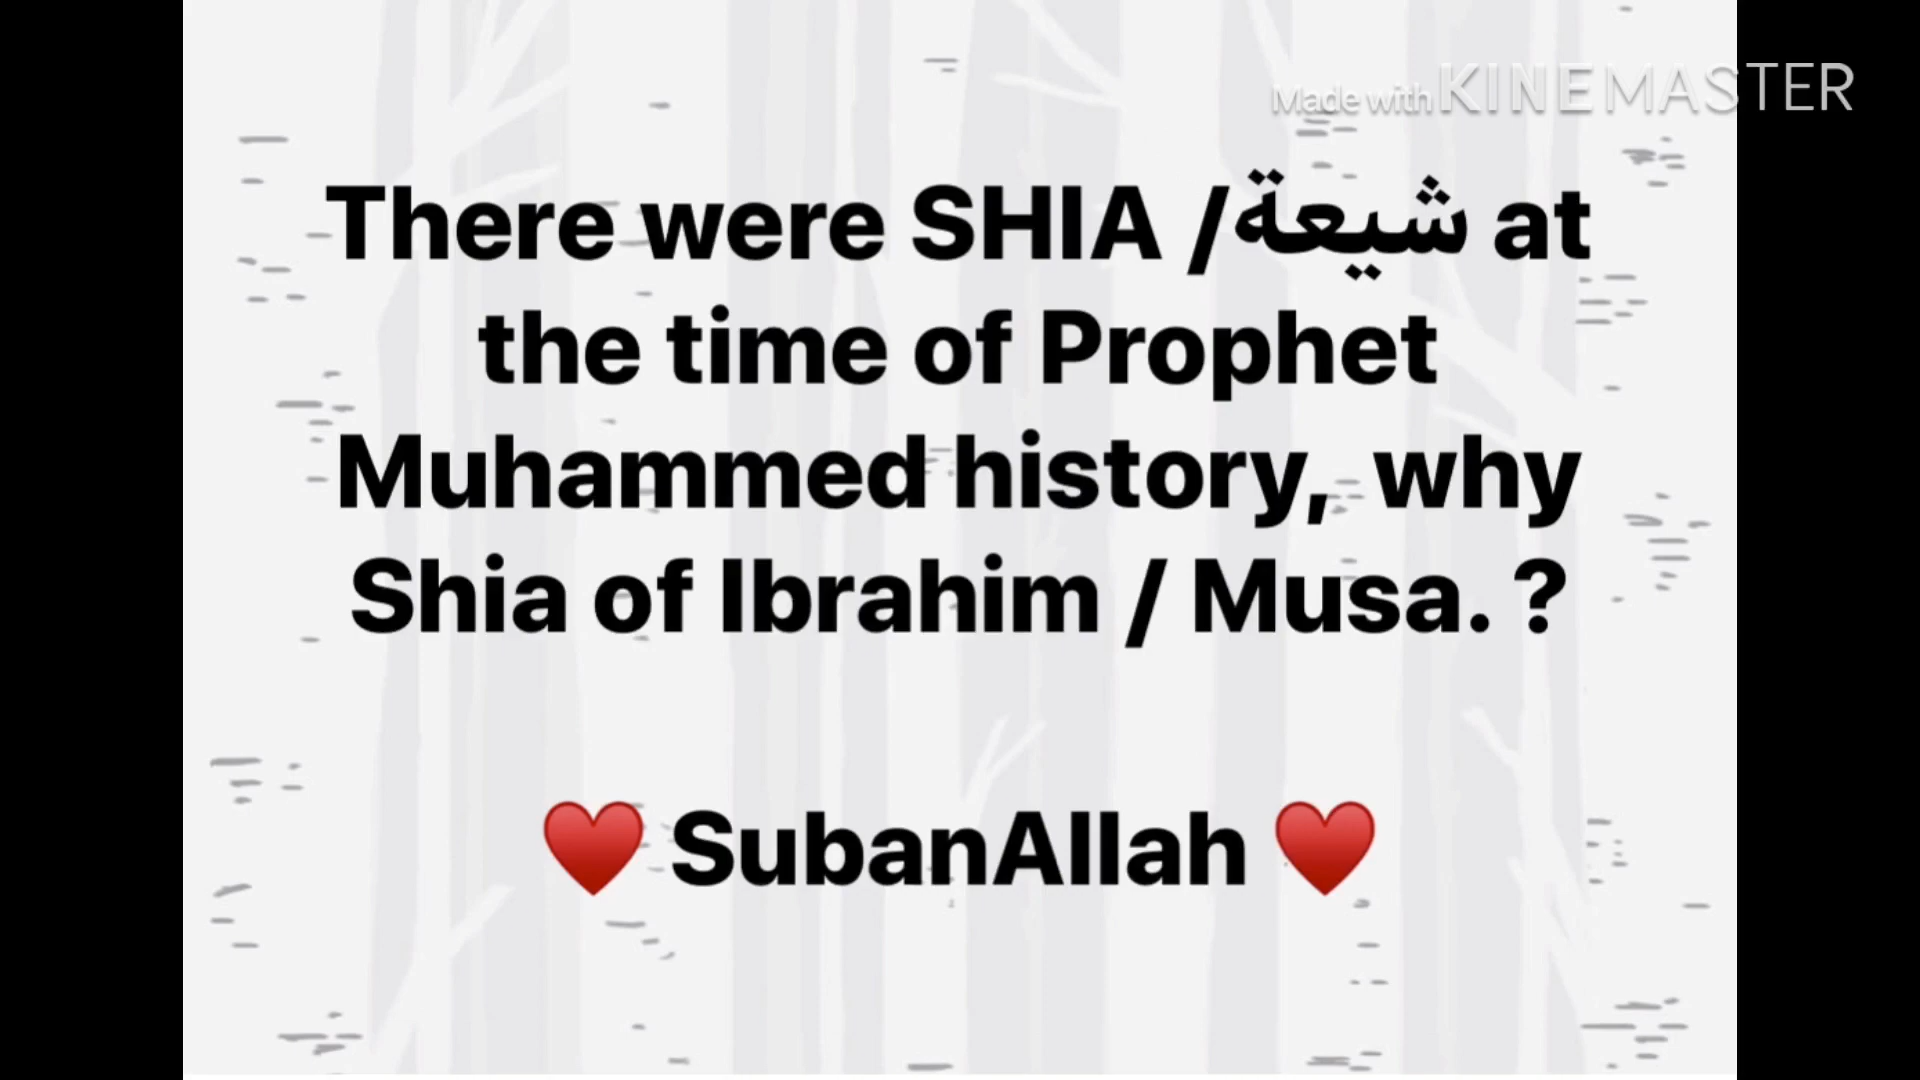 Made with KINEMASTER
There were SHIA /شيعة at
the time of Prophet
Muhammed history, why
Shia of Ibrahim / Musa. ?
♥️ SubanAllah ♥️